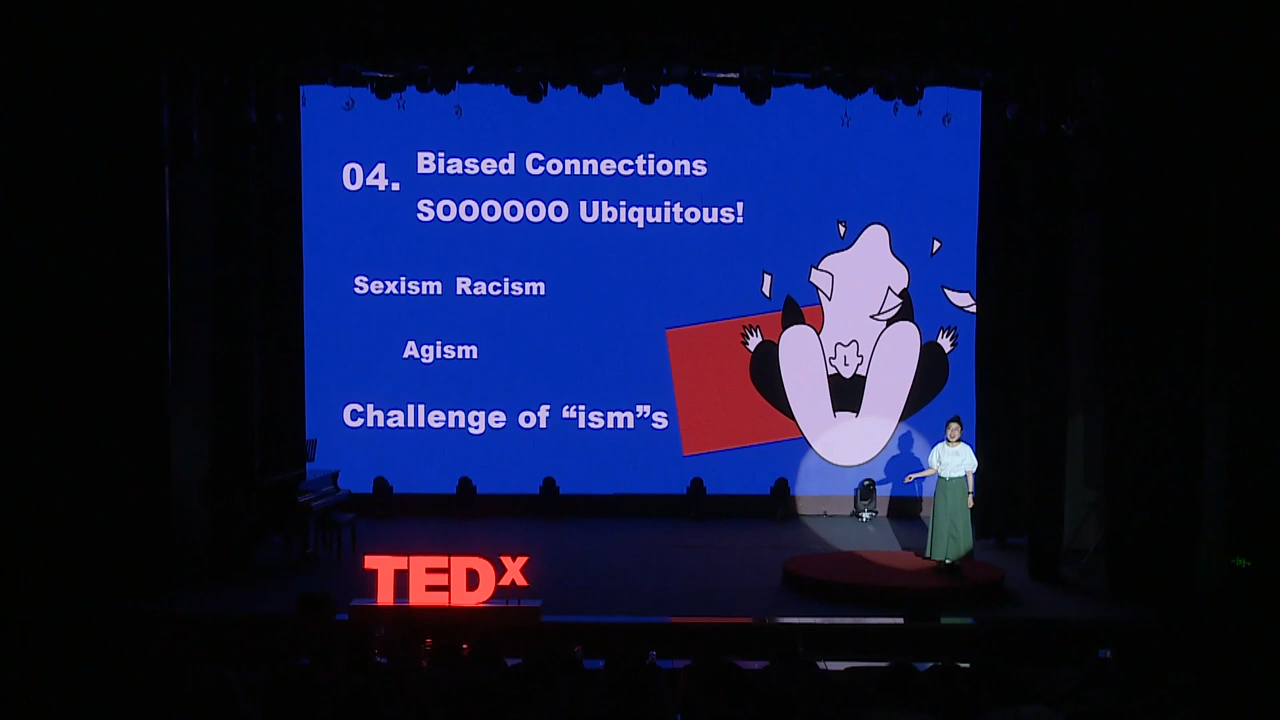 04.
Biased Connections
SOOOOOO Ubiquitous!
Sexism Racism
Agism
Challenge of “ism”s
TEDx